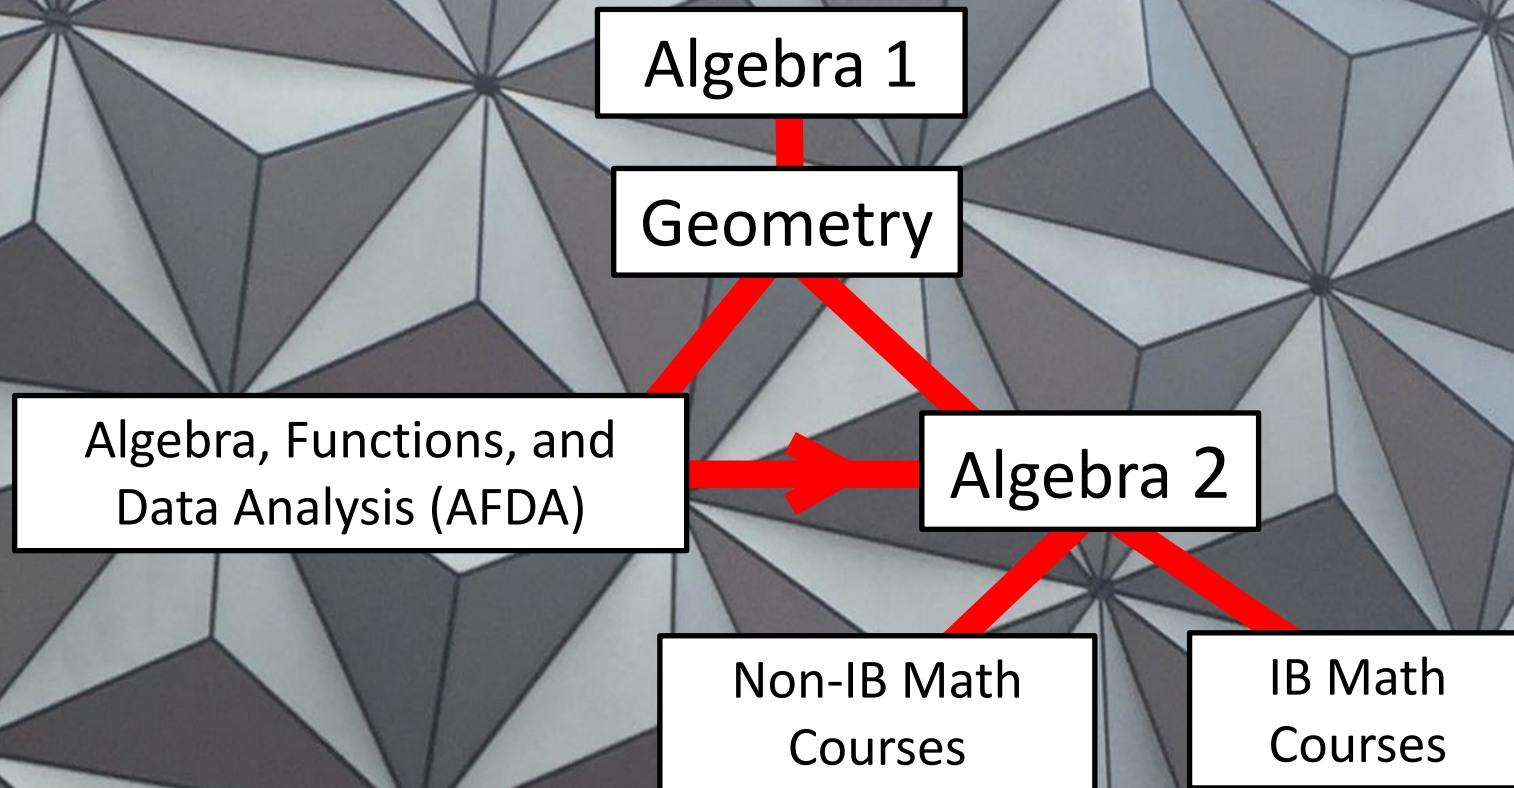 Algebra 1
Geometry
Algebra, Functions, and
Data Analysis (AFDA)
Algebra 2
Non-IB Math
Courses
IB Math
Courses